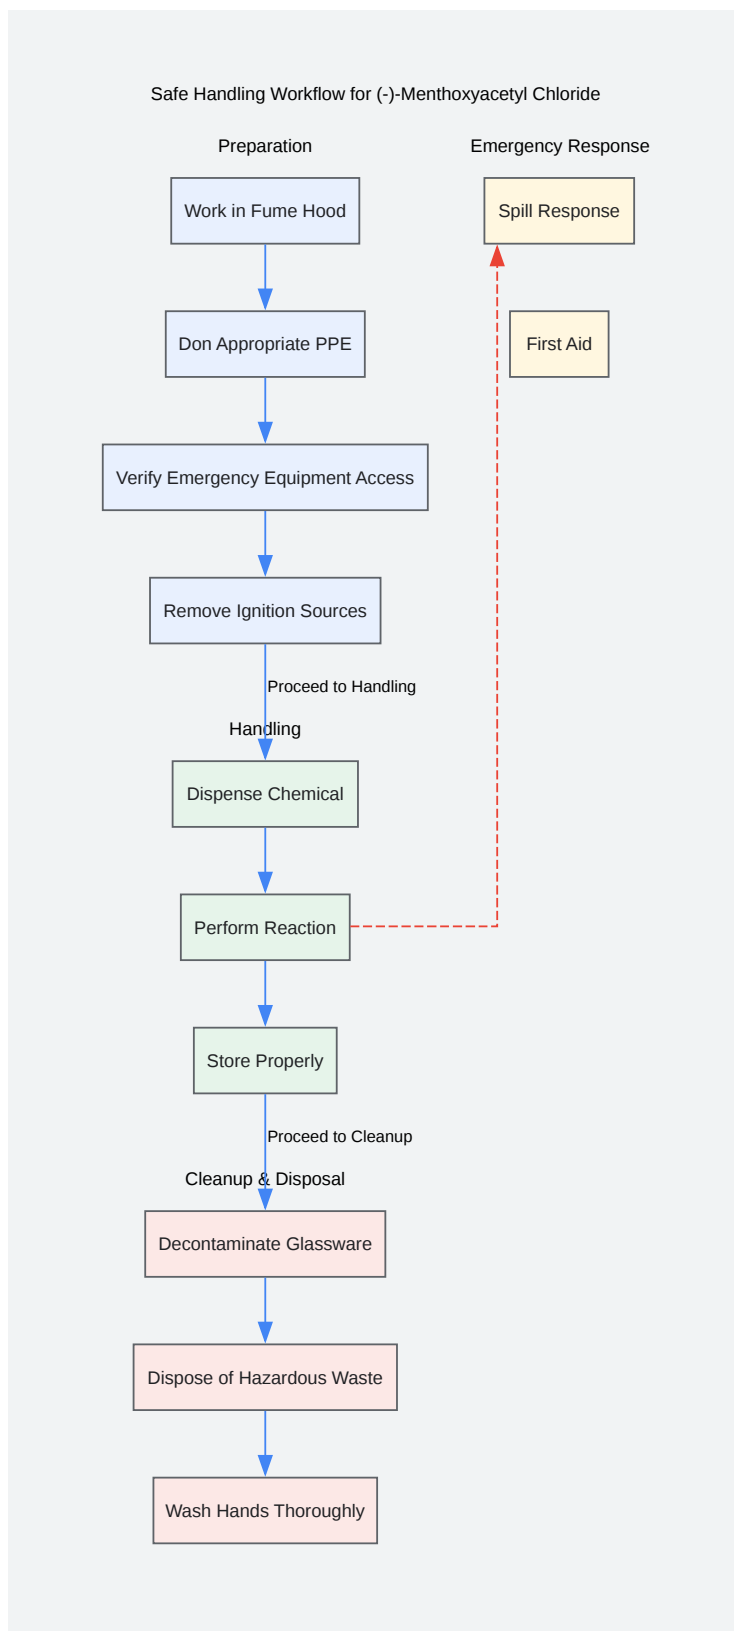 Safe Handling Workflow for (-)-Menthoxyacetyl Chloride
Preparation
Work in Fume Hood
Don Appropriate PPE
Verify Emergency Equipment Access
Remove Ignition Sources
Proceed to Handling
Handling
Dispense Chemical
Perform Reaction
Store Properly
Proceed to Cleanup
Cleanup & Disposal
Decontaminate Glassware
Dispose of Hazardous Waste
Wash Hands Thoroughly
Emergency Response
Spill Response
First Aid